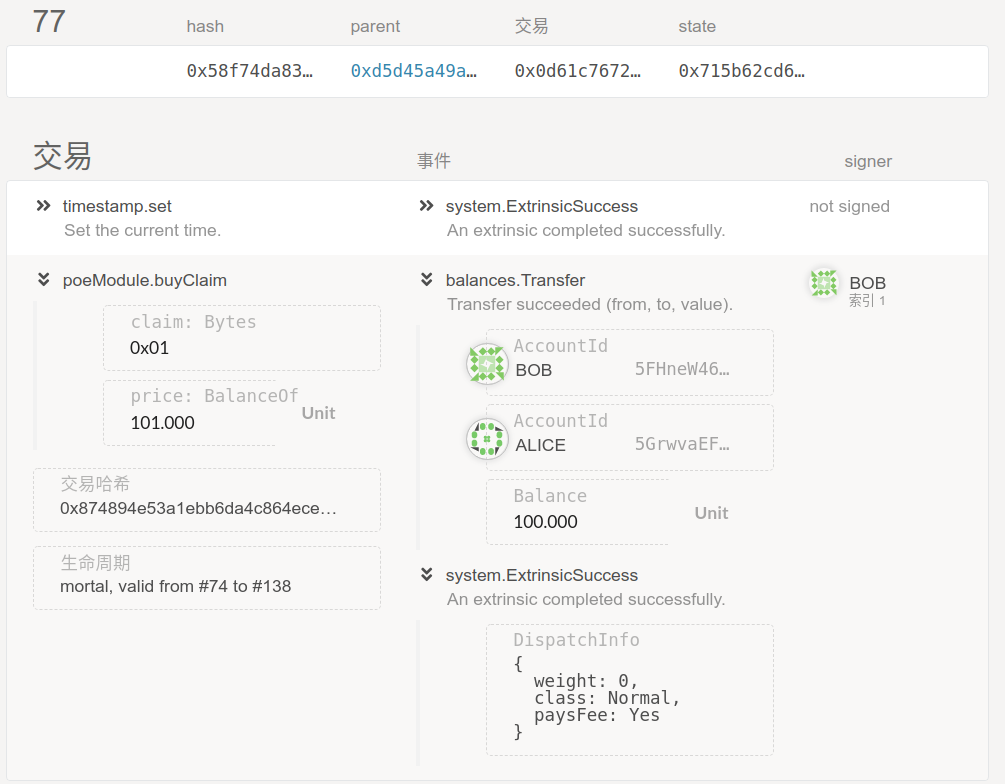 77 hash parent 交易 state
0x58f74da83... 0xd5d45a49a... 0x0d61c7672... 0x715b62cd6...
交易 事件 signer
timestamp.set system.ExtrinsicSuccess not signed
Set the current time. An extrinsic completed successfully.
poeModule.buyClaim
claim: Bytes
0x01
price: BalanceOf
101.000 Unit
交易哈希
0x874894e53a1ebb6da4c864ece...
生命周期
mortal, valid from #74 to #138
balances.Transfer
Transfer succeeded (from, to, value).
AccountId
BOB 5FHneW46...
AccountId
ALICE 5GrwvaEF...
Balance
100.000 Unit
system.ExtrinsicSuccess
An extrinsic completed successfully.
DispatchInfo
{
weight: 0,
class: Normal,
paysFee: Yes
}
BOB
索引 1